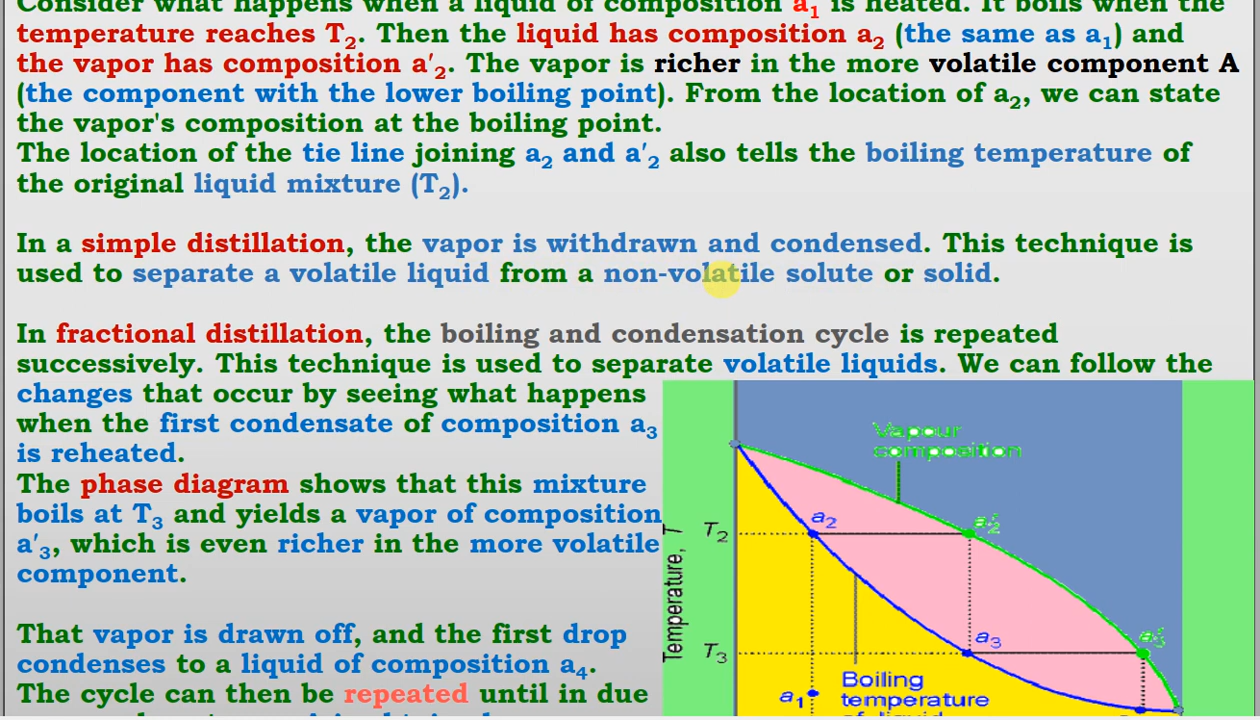 Consider what happens when a liquid of composition a₁ is heated. It boils when the
temperature reaches T₂. Then the liquid has composition a₂ (the same as a₁) and
the vapor has composition a′₂. The vapor is richer in the more volatile component A
(the component with the lower boiling point). From the location of a₂, we can state
the vapor's composition at the boiling point.
The location of the tie line joining a₂ and a′₂ also tells the boiling temperature of
the original liquid mixture (T₂).
In a simple distillation, the vapor is withdrawn and condensed. This technique is
used to separate a volatile liquid from a non-volatile solute or solid.
In fractional distillation, the boiling and condensation cycle is repeated
successively. This technique is used to separate volatile liquids. We can follow the
changes that occur by seeing what happens
when the first condensate of composition a₃
is reheated.
The phase diagram shows that this mixture
boils at T₃ and yields a vapor of composition
a′₃, which is even richer in the more volatile
component.
That vapor is drawn off, and the first drop
condenses to a liquid of composition a₄.
The cycle can then be repeated until in due
Vapour
composition
Temperature, T
T₂
a₂
a′₂
T₃
a₃
a′₃
a₁
Boiling
temperature
of liquid